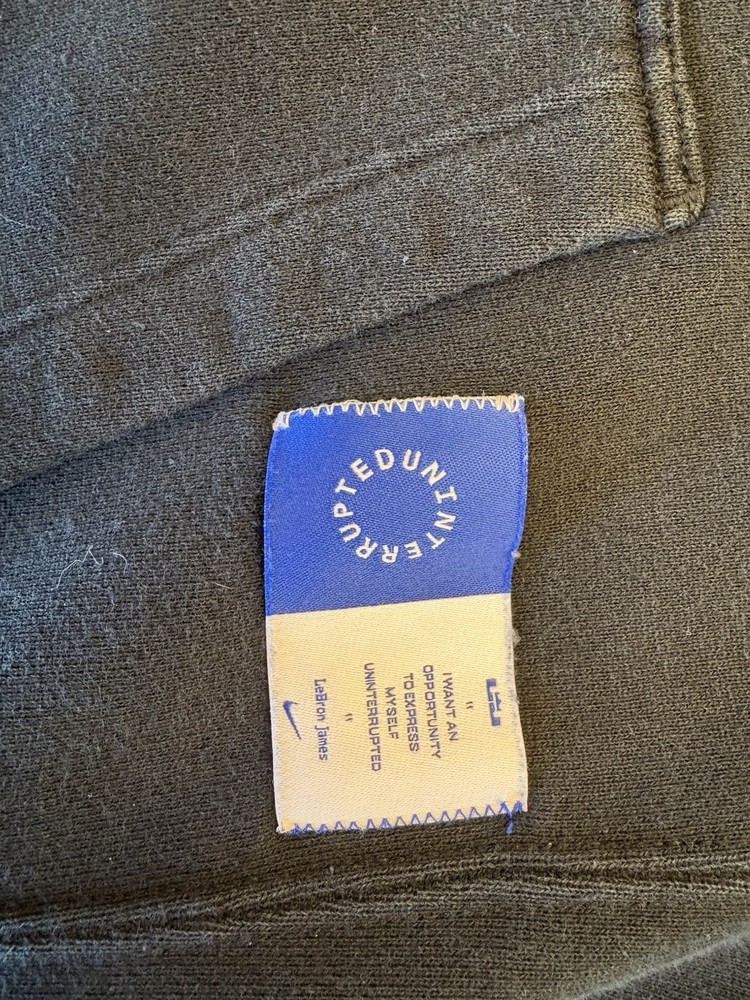 UNINTERRUPTED
"
I WANT AN
OPPORTUNITY
TO EXPRESS
MYSELF
UNINTERRUPTED
"
LeBron James